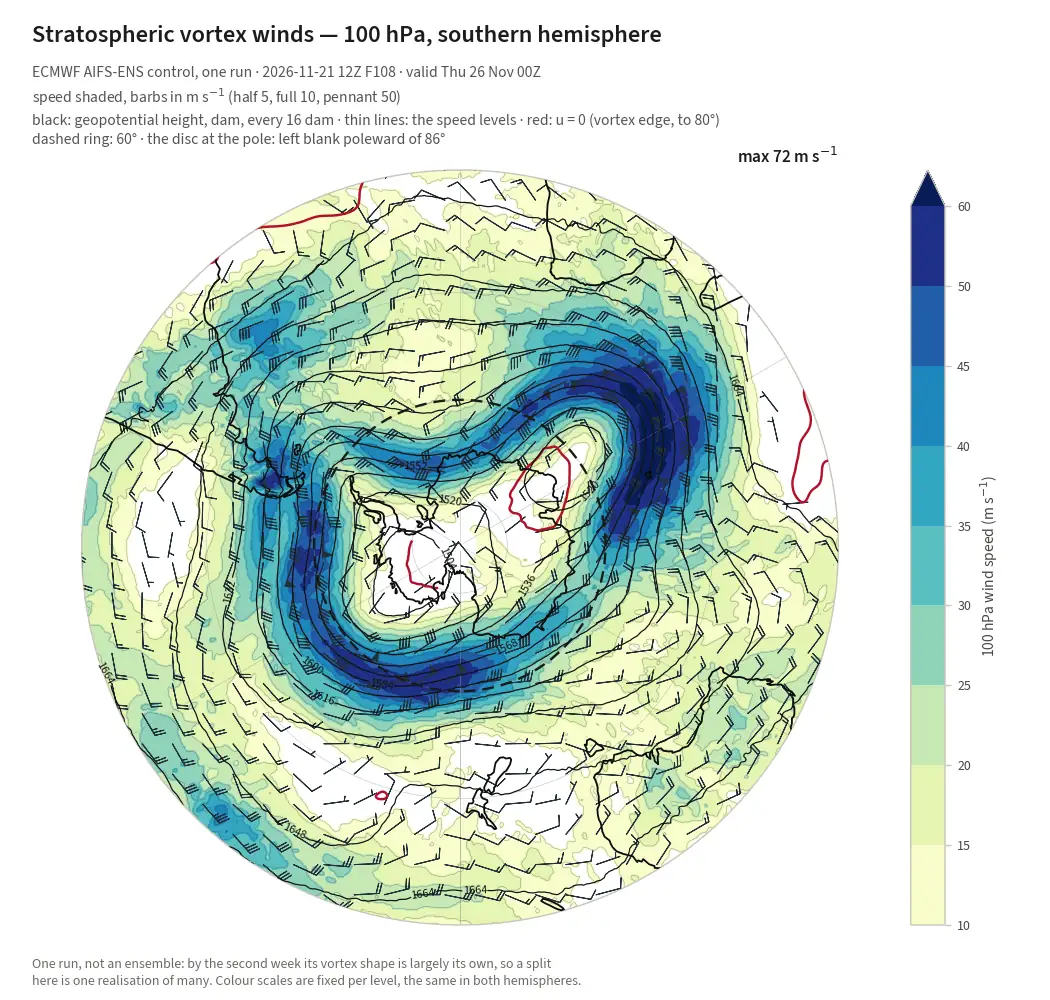 Stratospheric vortex winds — 100 hPa, southern hemisphere
ECMWF AIFS-ENS control, one run · 2026-11-21 12Z F108 · valid Thu 26 Nov 00Z
speed shaded, barbs in m s⁻¹ (half 5, full 10, pennant 50)
black: geopotential height, dam, every 16 dam · thin lines: the speed levels · red: u = 0 (vortex edge, to 80°)
dashed ring: 60° · the disc at the pole: left blank poleward of 86°
max 72 m s⁻¹
60
50
45
40
35
30
25
20
15
10
100 hPa wind speed (m s⁻¹)
1664
1552
1520
1536
1568
1600
1616
1648
1664
1664
One run, not an ensemble: by the second week its vortex shape is largely its own, so a split
here is one realisation of many. Colour scales are fixed per level, the same in both hemispheres.